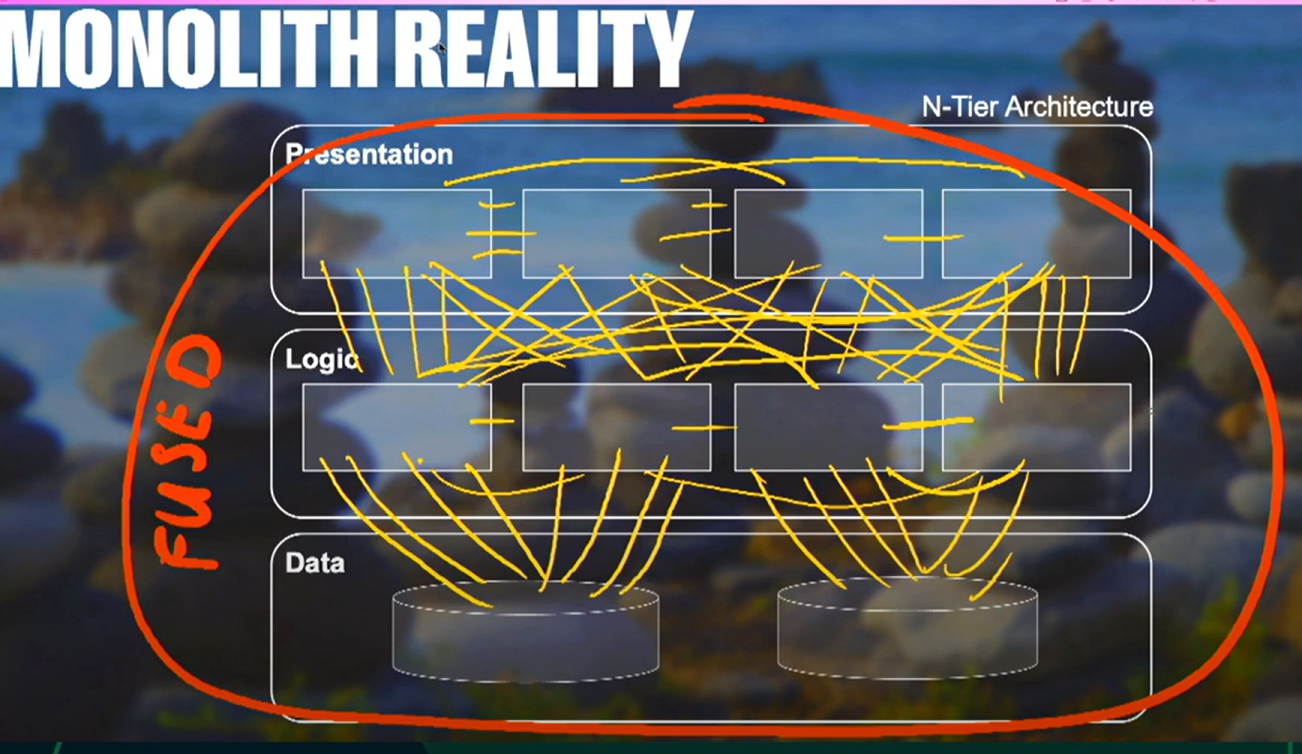 MONOLITH REALITY
N-Tier Architecture
Presentation
Logic
FUSED
Data